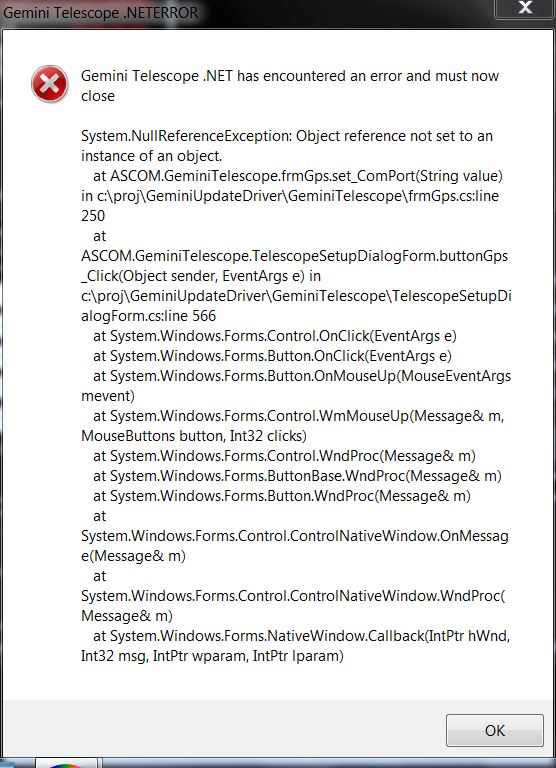 Gemini Telescope .NETERROR
Gemini Telescope .NET has encountered an error and must now
close
System.NullReferenceException: Object reference not set to an
instance of an object.
at ASCOM.GeminiTelescope.frmGps.set_ComPort(String value)
in c:\proj\GeminiUpdateDriver\GeminiTelescope\frmGps.cs:line
250
at
ASCOM.GeminiTelescope.TelescopeSetupDialogForm.buttonGps
_Click(Object sender, EventArgs e) in
c:\proj\GeminiUpdateDriver\GeminiTelescope\TelescopeSetupDi
alogForm.cs:line 566
at System.Windows.Forms.Control.OnClick(EventArgs e)
at System.Windows.Forms.Button.OnClick(EventArgs e)
at System.Windows.Forms.Button.OnMouseUp(MouseEventArgs
mevent)
at System.Windows.Forms.Control.WmMouseUp(Message& m,
MouseButtons button, Int32 clicks)
at System.Windows.Forms.Control.WndProc(Message& m)
at System.Windows.Forms.ButtonBase.WndProc(Message& m)
at System.Windows.Forms.Button.WndProc(Message& m)
at
System.Windows.Forms.Control.ControlNativeWindow.OnMessag
e(Message& m)
at
System.Windows.Forms.Control.ControlNativeWindow.WndProc(
Message& m)
at System.Windows.Forms.NativeWindow.Callback(IntPtr hWnd,
Int32 msg, IntPtr wparam, IntPtr lparam)
OK